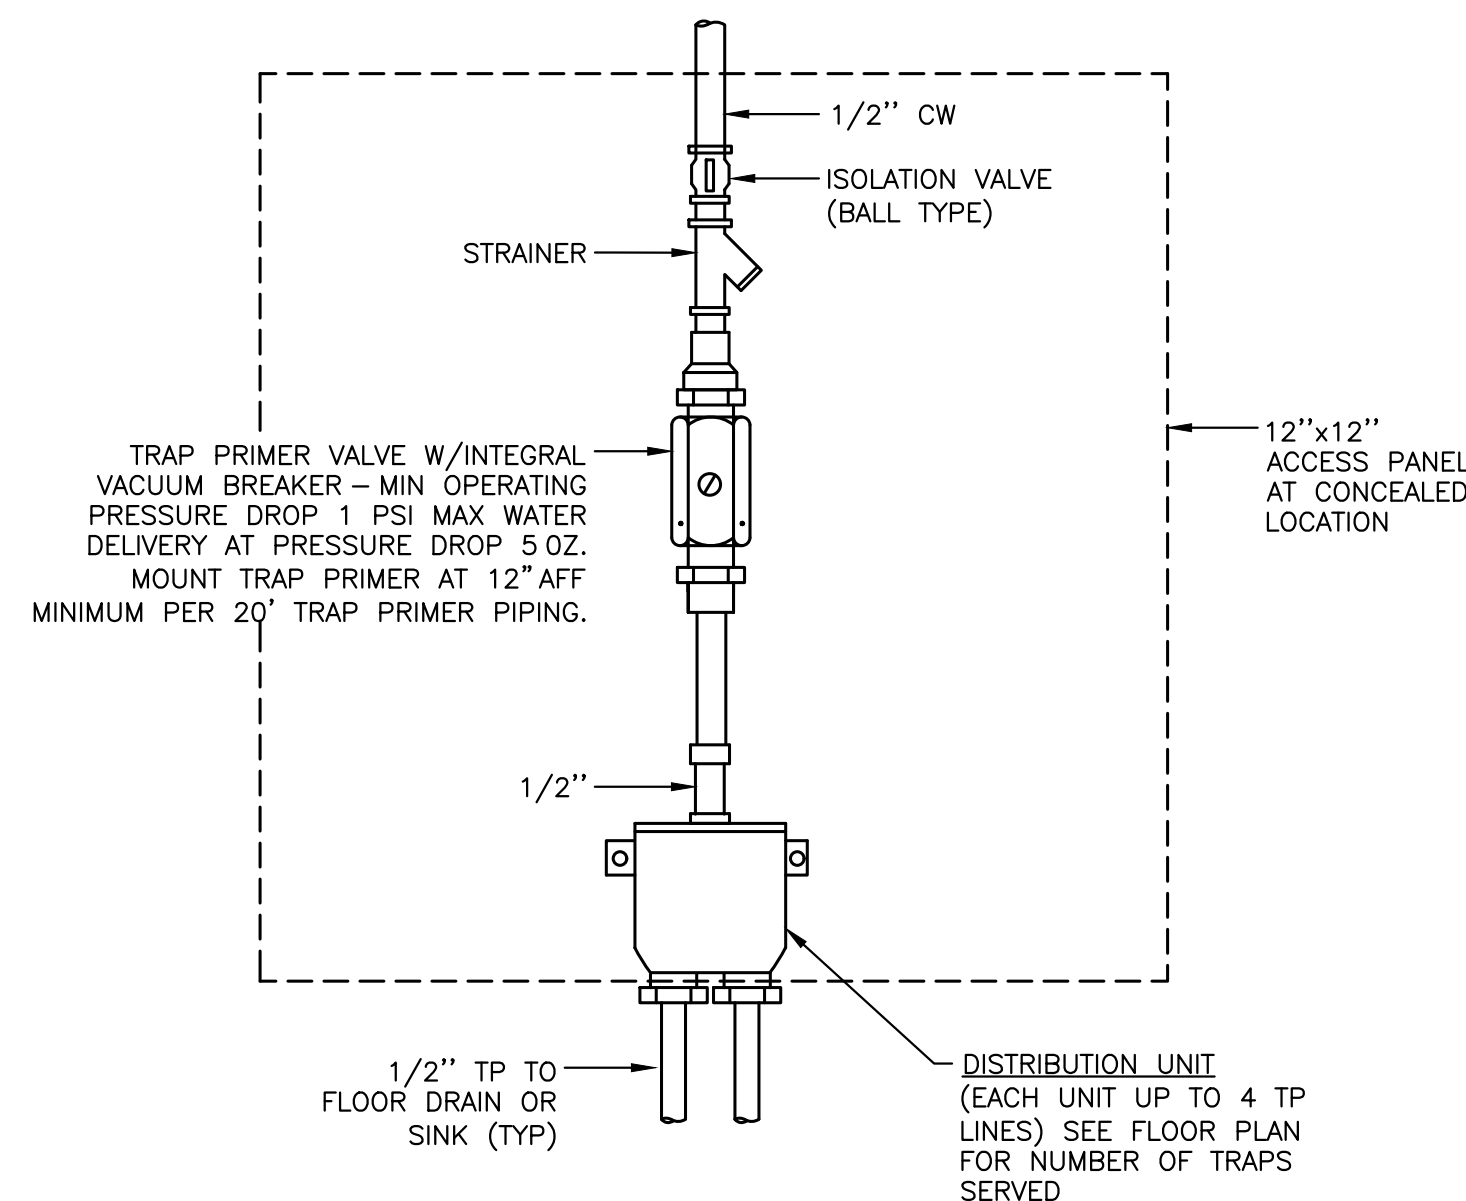 1/2'' CW
ISOLATION VALVE
(BALL TYPE)
STRAINER
12''x12''
ACCESS PANEL
AT CONCEALED
LOCATION
TRAP PRIMER VALVE W/INTEGRAL
VACUUM BREAKER – MIN OPERATING
PRESSURE DROP 1 PSI MAX WATER
DELIVERY AT PRESSURE DROP 5 OZ.
MOUNT TRAP PRIMER AT 12" AFF
MINIMUM PER 20' TRAP PRIMER PIPING.
1/2''
1/2'' TP TO
FLOOR DRAIN OR
SINK (TYP)
DISTRIBUTION UNIT
(EACH UNIT UP TO 4 TP
LINES) SEE FLOOR PLAN
FOR NUMBER OF TRAPS
SERVED